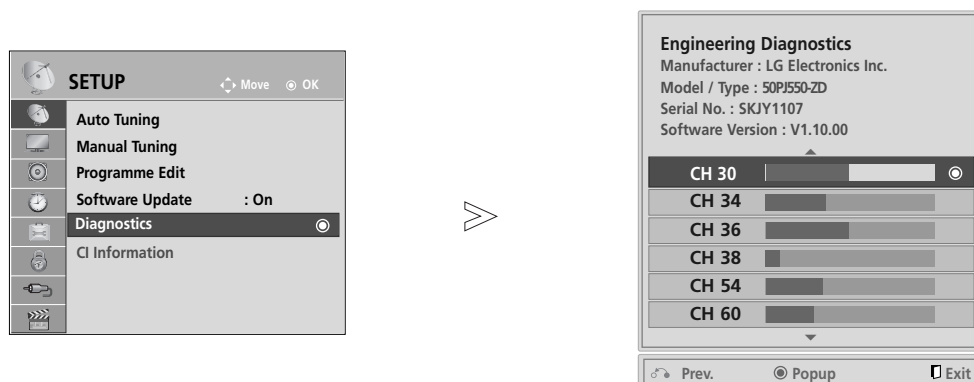 SETUP
Move OK
Auto Tuning
Manual Tuning
Programme Edit
Software Update : On
Diagnostics
CI Information
Engineering Diagnostics
Manufacturer : LG Electronics Inc.
Model / Type : 50PJ550-ZD
Serial No. : SKJY1107
Software Version : V1.10.00
CH 30
CH 34
CH 36
CH 38
CH 54
CH 60
Prev. Popup Exit